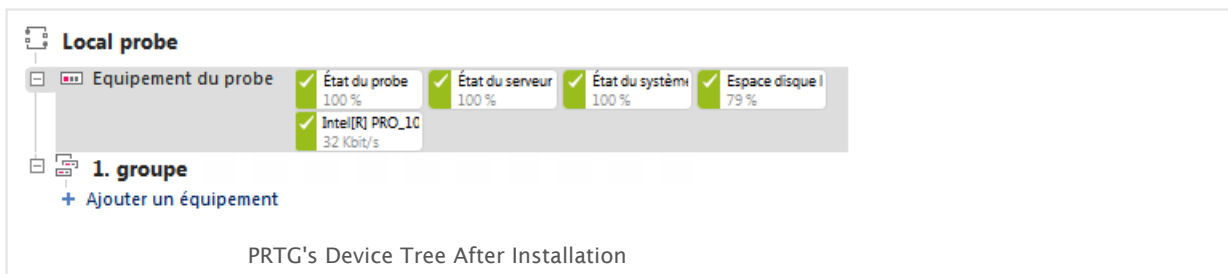 Local probe
Equipement du probe
État du probe
100 %
État du serveur
100 %
État du système
100 %
Espace disque l
79 %
Intel[R] PRO_10
32 Kbit/s
1. groupe
+ Ajouter un équipement
PRTG's Device Tree After Installation